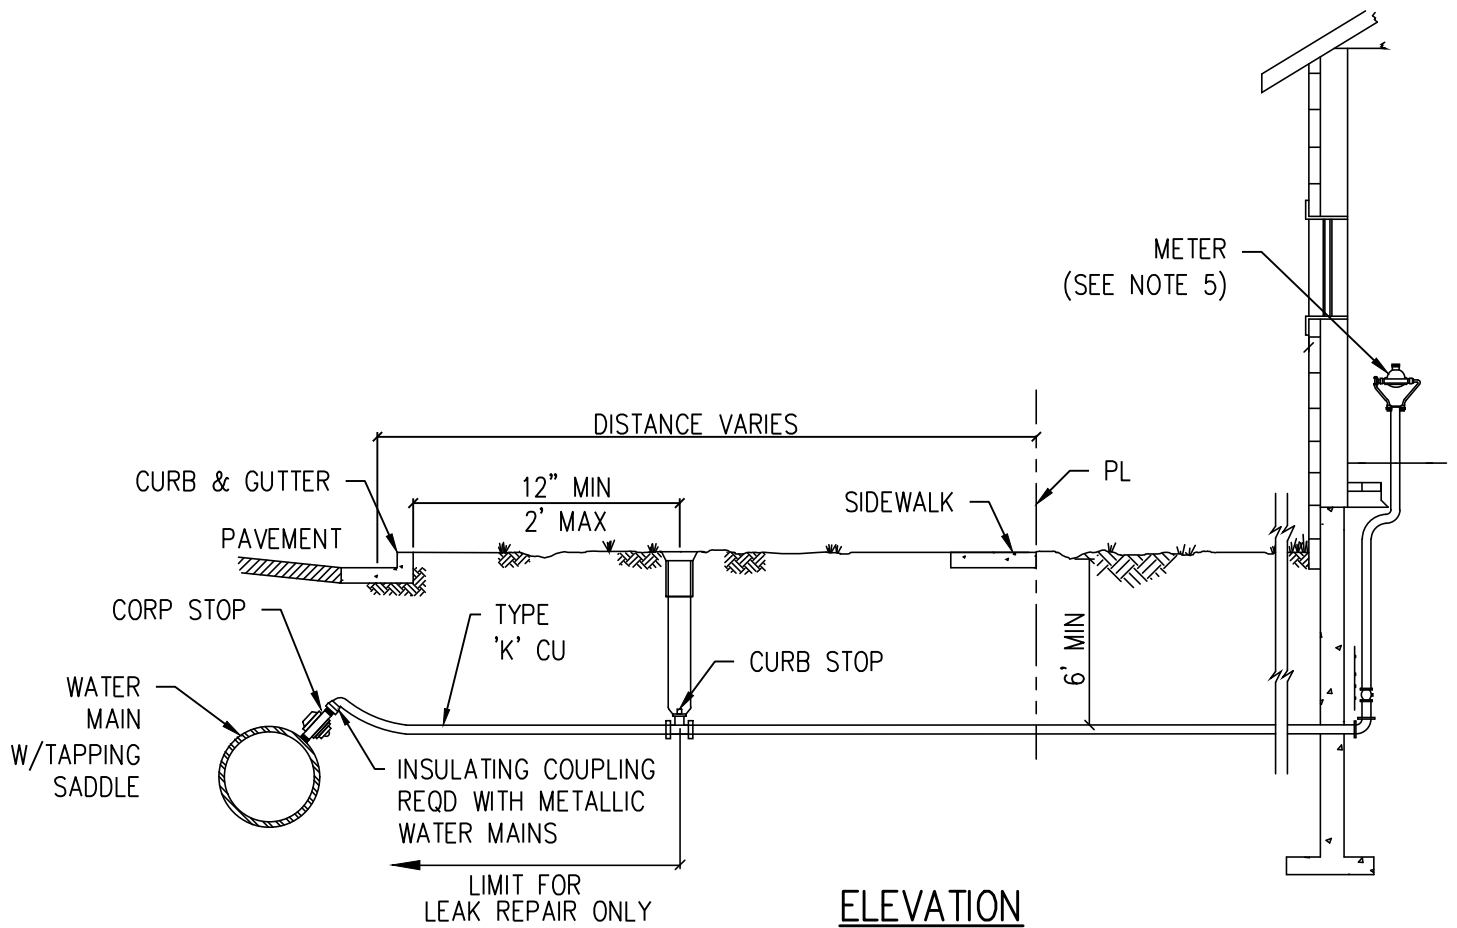 METER
(SEE NOTE 5)
DISTANCE VARIES
CURB & GUTTER
12" MIN
2' MAX
SIDEWALK
PL
PAVEMENT
CORP STOP
TYPE
'K' CU
CURB STOP
6' MIN
WATER
MAIN
W/TAPPING
SADDLE
INSULATING COUPLING
REQD WITH METALLIC
WATER MAINS
LIMIT FOR
LEAK REPAIR ONLY
ELEVATION